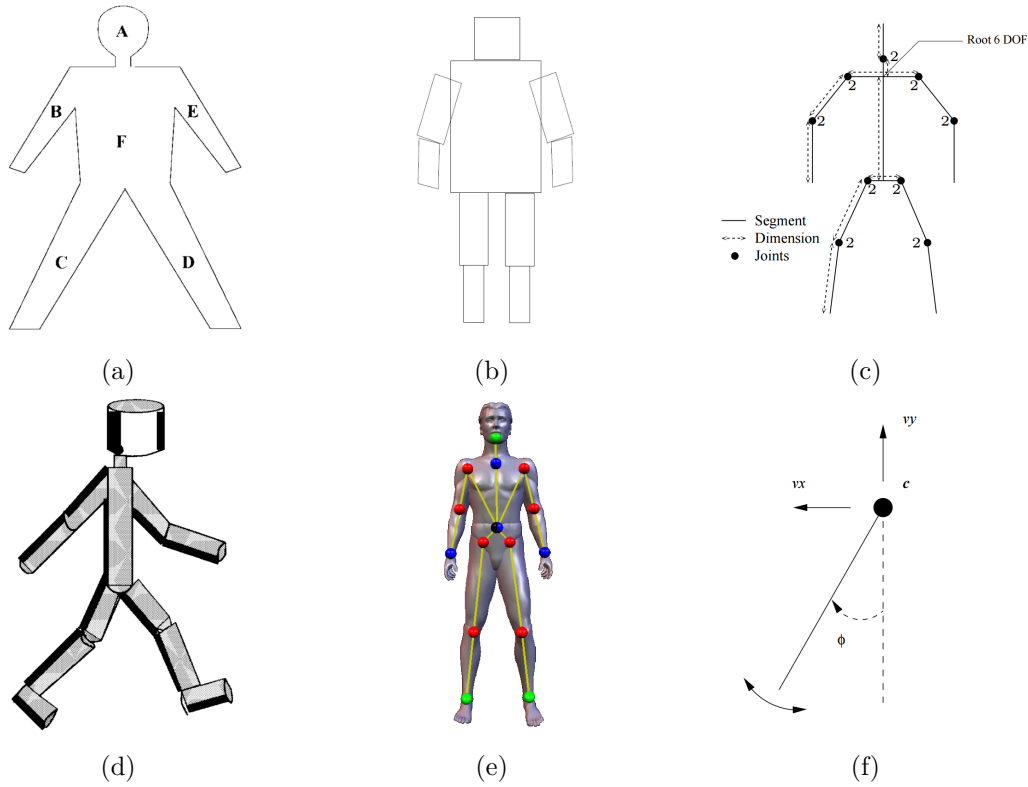 A
B
E
F
C
D
(a)
(b)
Root 6 DOF
2
2
2
2
2
2
2
2
2
Segment
Dimension
Joints
(c)
(d)
(e)
vy
vx
c
ϕ
(f)